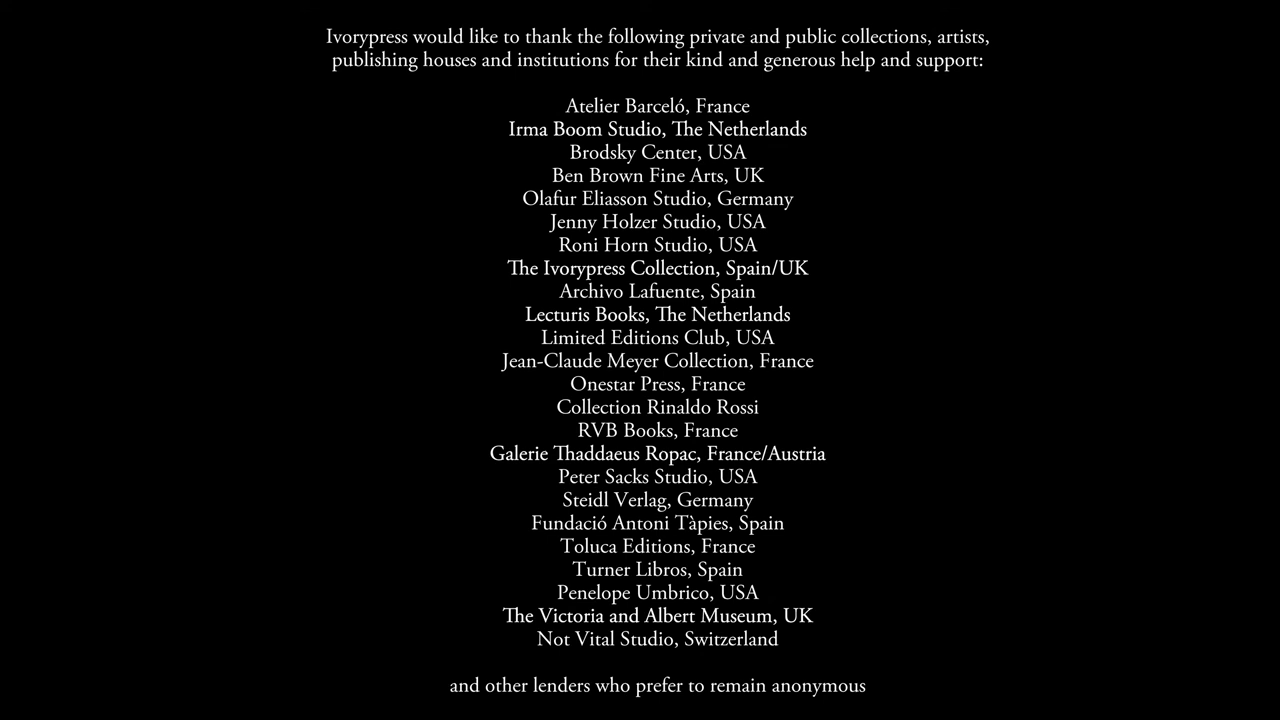 Ivorypress would like to thank the following private and public collections, artists,
publishing houses and institutions for their kind and generous help and support:
Atelier Barceló, France
Irma Boom Studio, The Netherlands
Brodsky Center, USA
Ben Brown Fine Arts, UK
Olafur Eliasson Studio, Germany
Jenny Holzer Studio, USA
Roni Horn Studio, USA
The Ivorypress Collection, Spain/UK
Archivo Lafuente, Spain
Lecturis Books, The Netherlands
Limited Editions Club, USA
Jean-Claude Meyer Collection, France
Onestar Press, France
Collection Rinaldo Rossi
RVB Books, France
Galerie Thaddaeus Ropac, France/Austria
Peter Sacks Studio, USA
Steidl Verlag, Germany
Fundació Antoni Tàpies, Spain
Toluca Editions, France
Turner Libros, Spain
Penelope Umbrico, USA
The Victoria and Albert Museum, UK
Not Vital Studio, Switzerland
and other lenders who prefer to remain anonymous